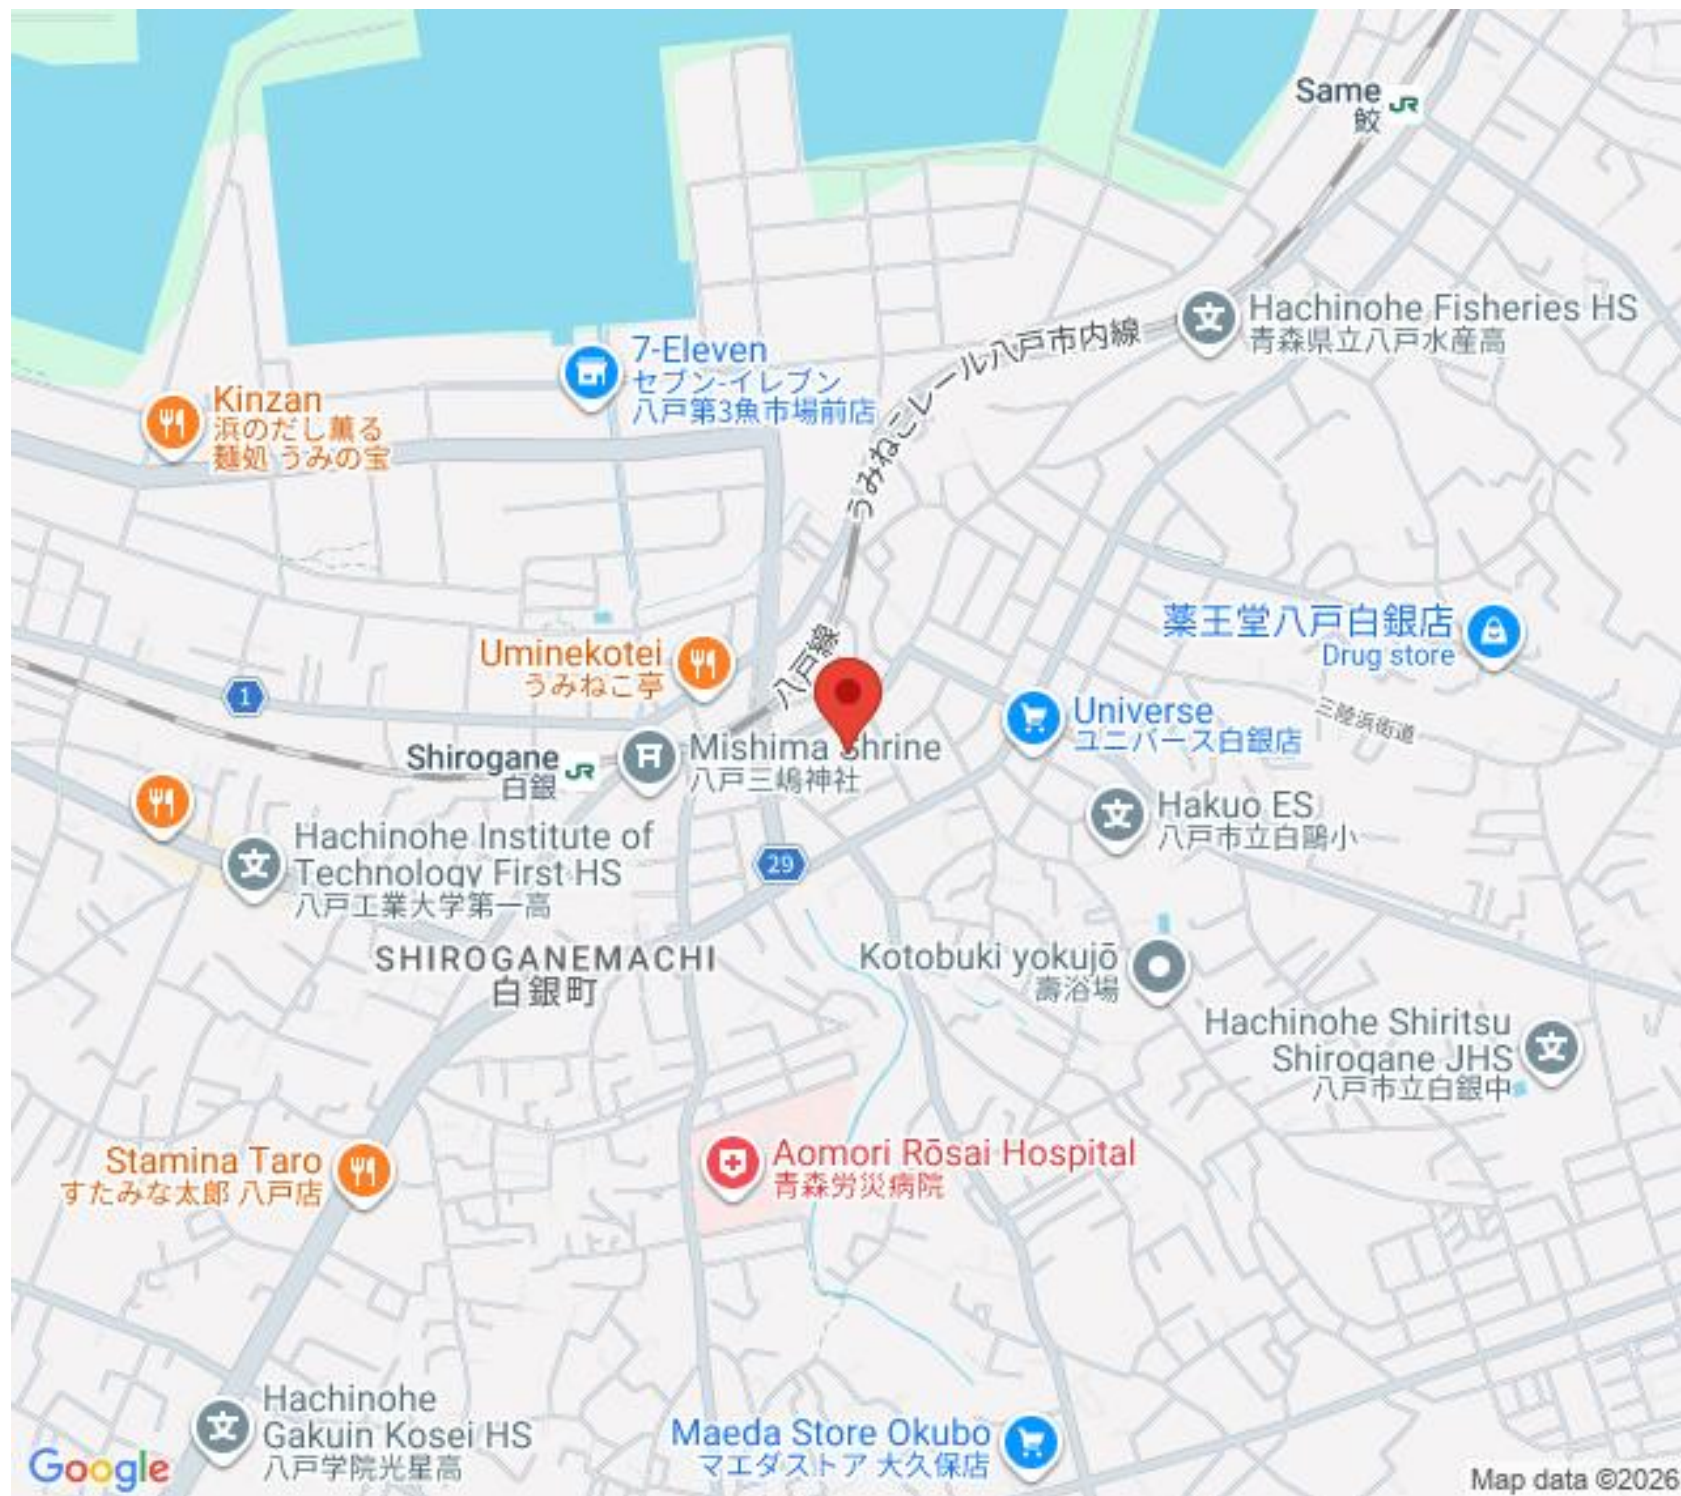 Same
鮫
Hachinohe Fisheries HS
青森県立八戸水産高
うみねこレール八戸市内線
7-Eleven
セブン-イレブン
八戸第3魚市場前店
Kinzan
浜のだし薫る
麺処 うみの宝
薬王堂八戸白銀店
Drug store
八戸線
Uminekotei
うみねこ亭
1
三陸浜街道
Universe
ユニバース白銀店
Shirogane
白銀
Mishima Shrine
八戸三嶋神社
Hakuo ES
八戸市立白鷗小
Hachinohe Institute of
Technology First HS
八戸工業大学第一高
29
SHIROGANEMACHI
白銀町
Kotobuki yokujō
壽浴場
Hachinohe Shiritsu
Shirogane JHS
八戸市立白銀中
Aomori Rōsai Hospital
青森労災病院
Stamina Taro
すたみな太郎 八戸店
Hachinohe
Gakuin Kosei HS
八戸学院光星高
Maeda Store Okubo
マエダストア 大久保店
Google
Map data ©2026